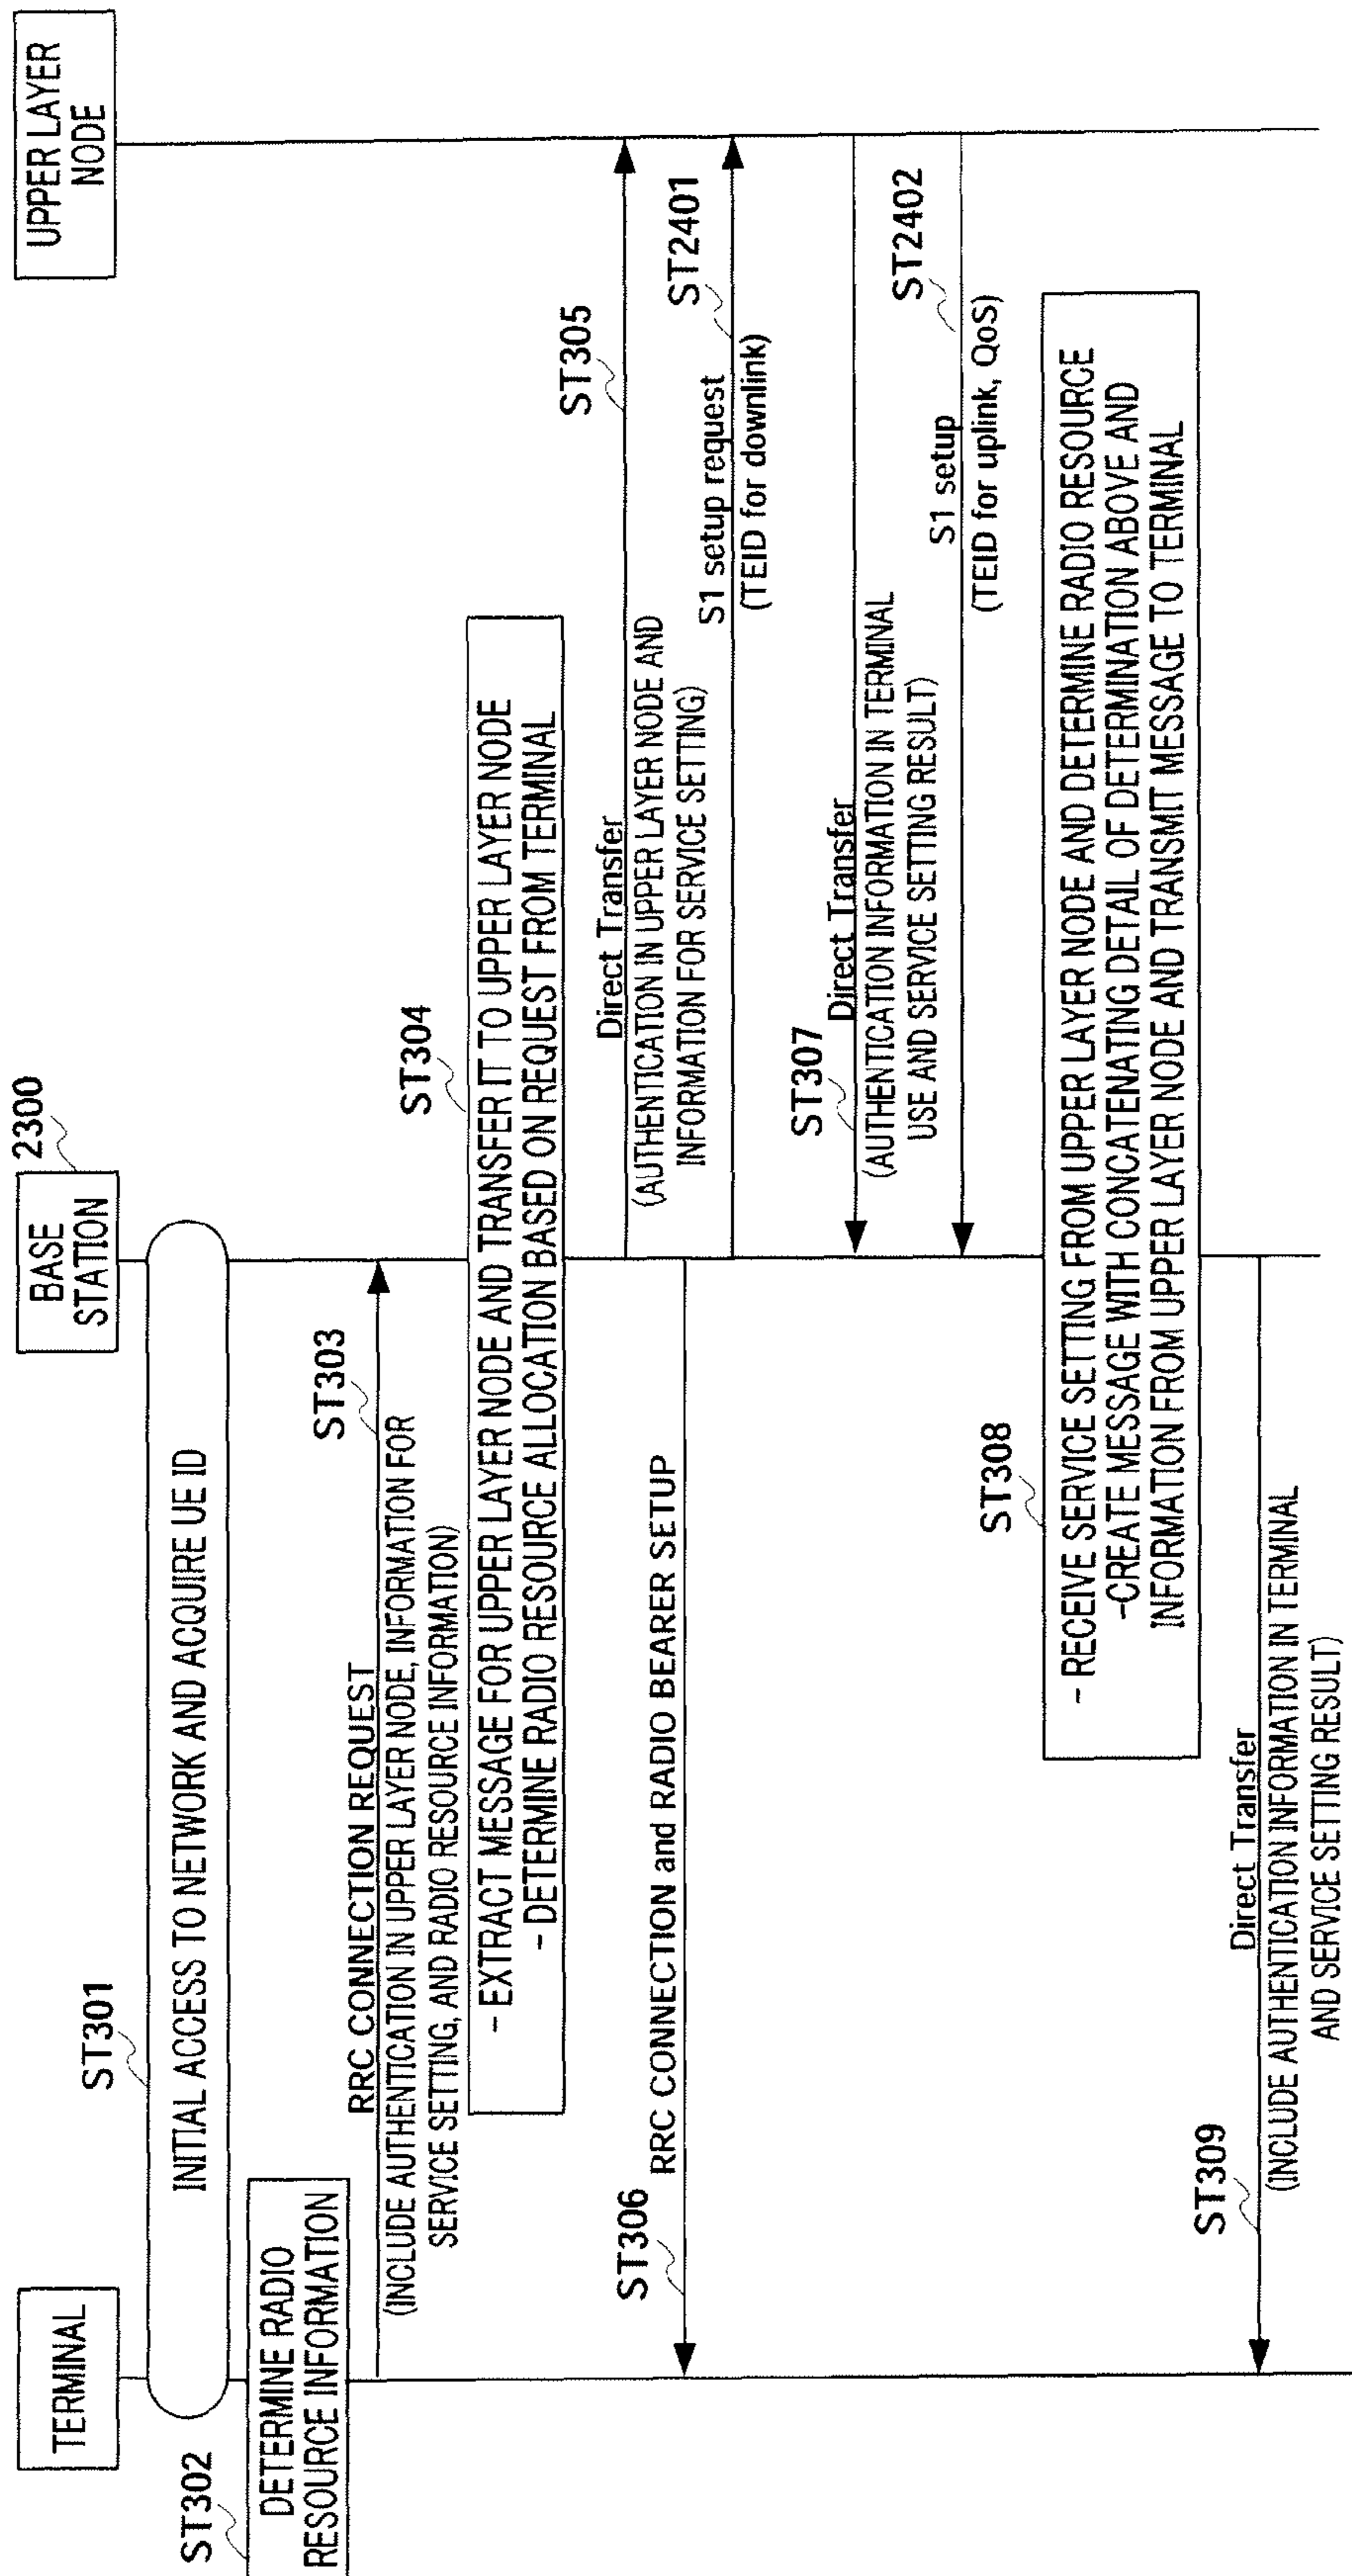 TERMINAL
BASE
STATION
2300
UPPER LAYER
NODE
ST301
INITIAL ACCESS TO NETWORK AND ACQUIRE UE ID
ST302
DETERMINE RADIO
RESOURCE INFORMATION
ST303
RRC CONNECTION REQUEST
(INCLUDE AUTHENTICATION IN UPPER LAYER NODE, INFORMATION FOR
SERVICE SETTING, AND RADIO RESOURCE INFORMATION)
ST304
- EXTRACT MESSAGE FOR UPPER LAYER NODE AND TRANSFER IT TO UPPER LAYER NODE
- DETERMINE RADIO RESOURCE ALLOCATION BASED ON REQUEST FROM TERMINAL
ST305
Direct Transfer
(AUTHENTICATION IN UPPER LAYER NODE AND
INFORMATION FOR SERVICE SETTING)
ST306
RRC CONNECTION and RADIO BEARER SETUP
ST2401
S1 setup request
(TEID for downlink)
ST307
Direct Transfer
(AUTHENTICATION INFORMATION IN TERMINAL
USE AND SERVICE SETTING RESULT)
ST2402
S1 setup
(TEID for uplink, QoS)
ST308
- RECEIVE SERVICE SETTING FROM UPPER LAYER NODE AND DETERMINE RADIO RESOURCE
-CREATE MESSAGE WITH CONCATENATING DETAIL OF DETERMINATION ABOVE AND
INFORMATION FROM UPPER LAYER NODE AND TRANSMIT MESSAGE TO TERMINAL
ST309
Direct Transfer
(INCLUDE AUTHENTICATION INFORMATION IN TERMINAL
AND SERVICE SETTING RESULT)